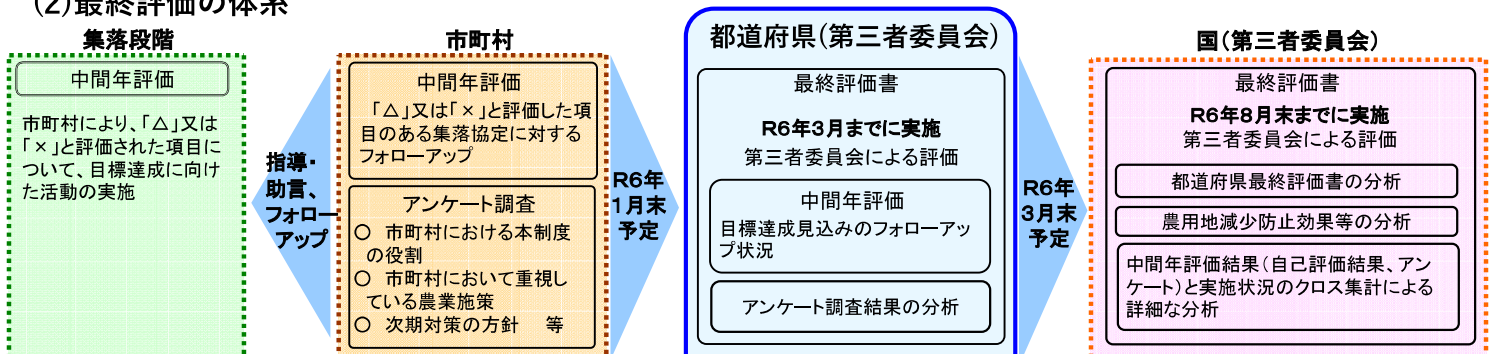 (2)最終評価の体系
集落段階
中間年評価
市町村により、「△」又は
「×」と評価された項目に
ついて、目標達成に向け
た活動の実施
指導・
助言、
フォロー
アップ
市町村
中間年評価
「△」又は「×」と評価した項
目のある集落協定に対する
フォローアップ
アンケート調査
○ 市町村における本制度
の役割
○ 市町村において重視し
ている農業施策
○ 次期対策の方針 等
R6年
1月末
予定
都道府県(第三者委員会)
最終評価書
R6年3月までに実施
第三者委員会による評価
中間年評価
目標達成見込みのフォローアッ
プ状況
アンケート調査結果の分析
R6年
3月末
予定
国(第三者委員会)
最終評価書
R6年8月末までに実施
第三者委員会による評価
都道府県最終評価書の分析
農用地減少防止効果等の分析
中間年評価結果(自己評価結果、アン
ケート)と実施状況のクロス集計による
詳細な分析